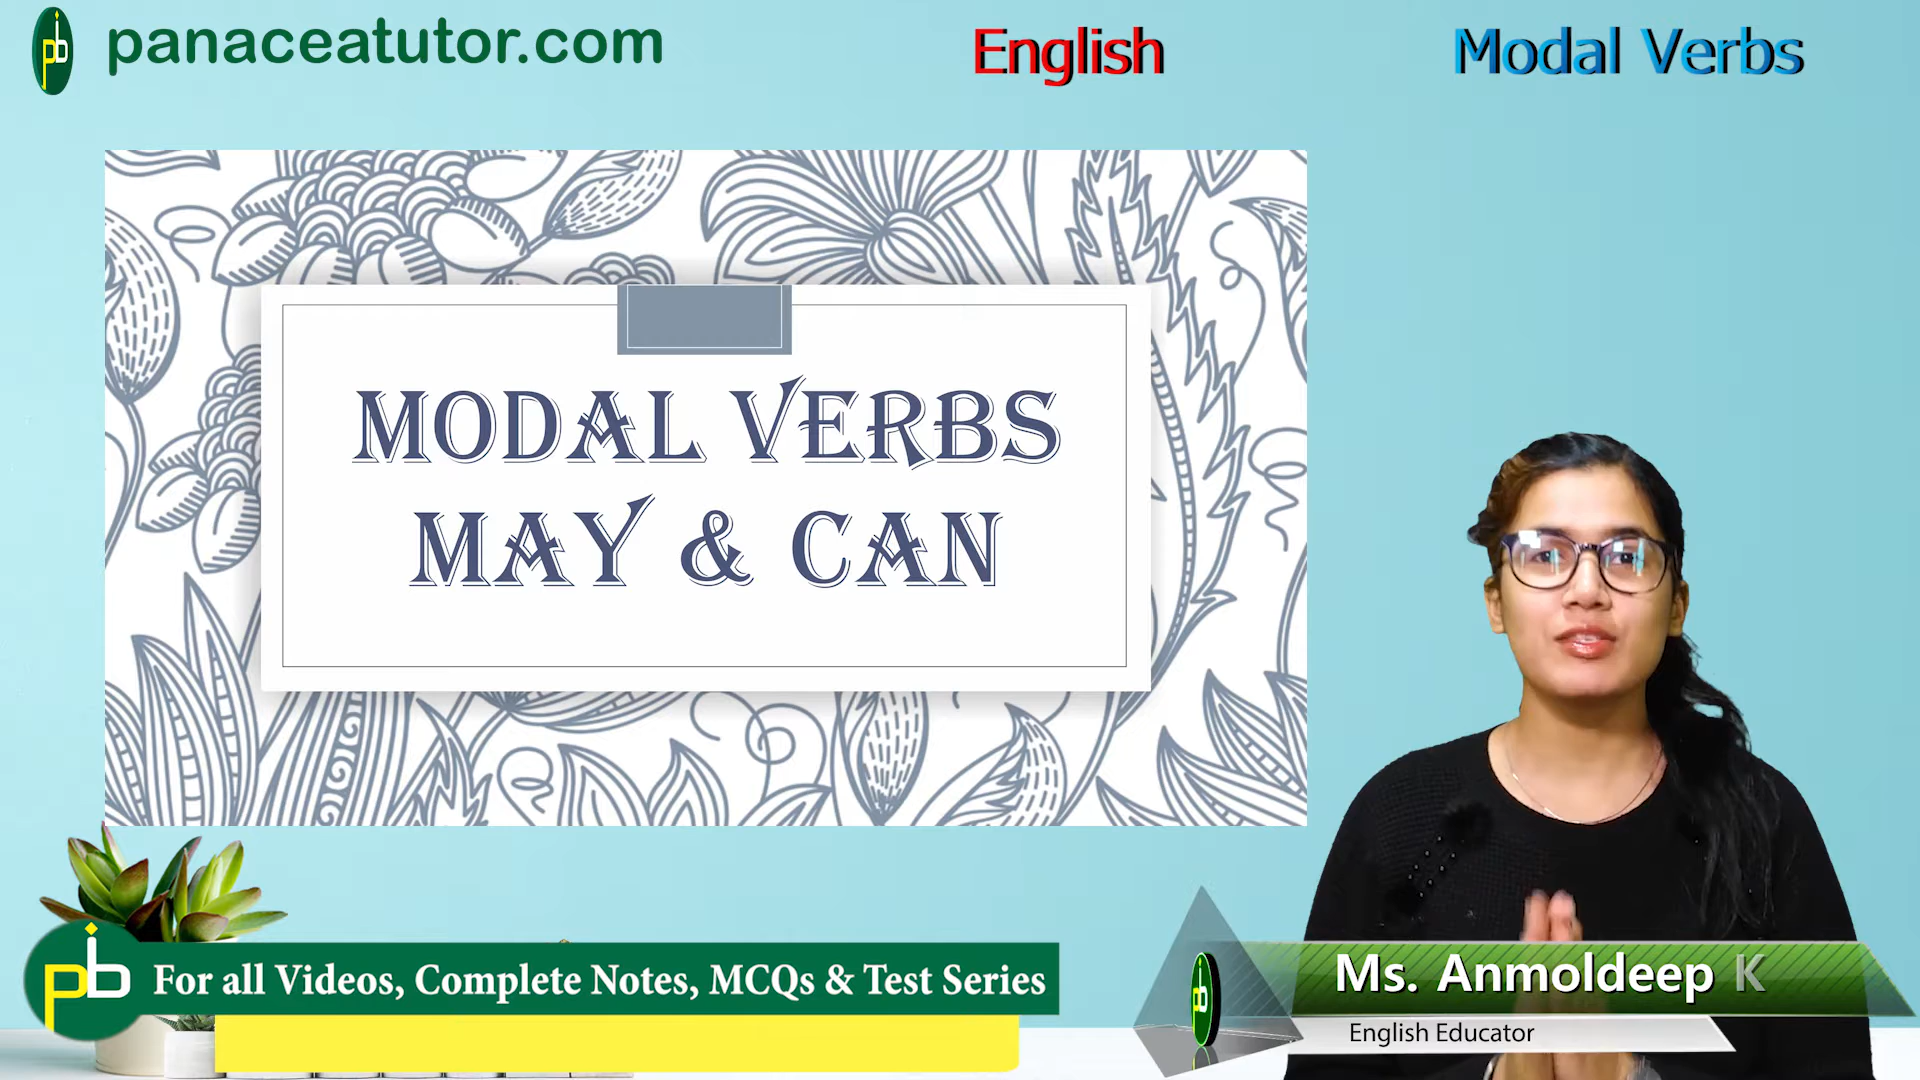 panaceatutor.com
English
Modal Verbs
MODAL VERBS
MAY & CAN
pib
For all Videos, Complete Notes, MCQs & Test Series
Ms. Anmoldeep K
English Educator